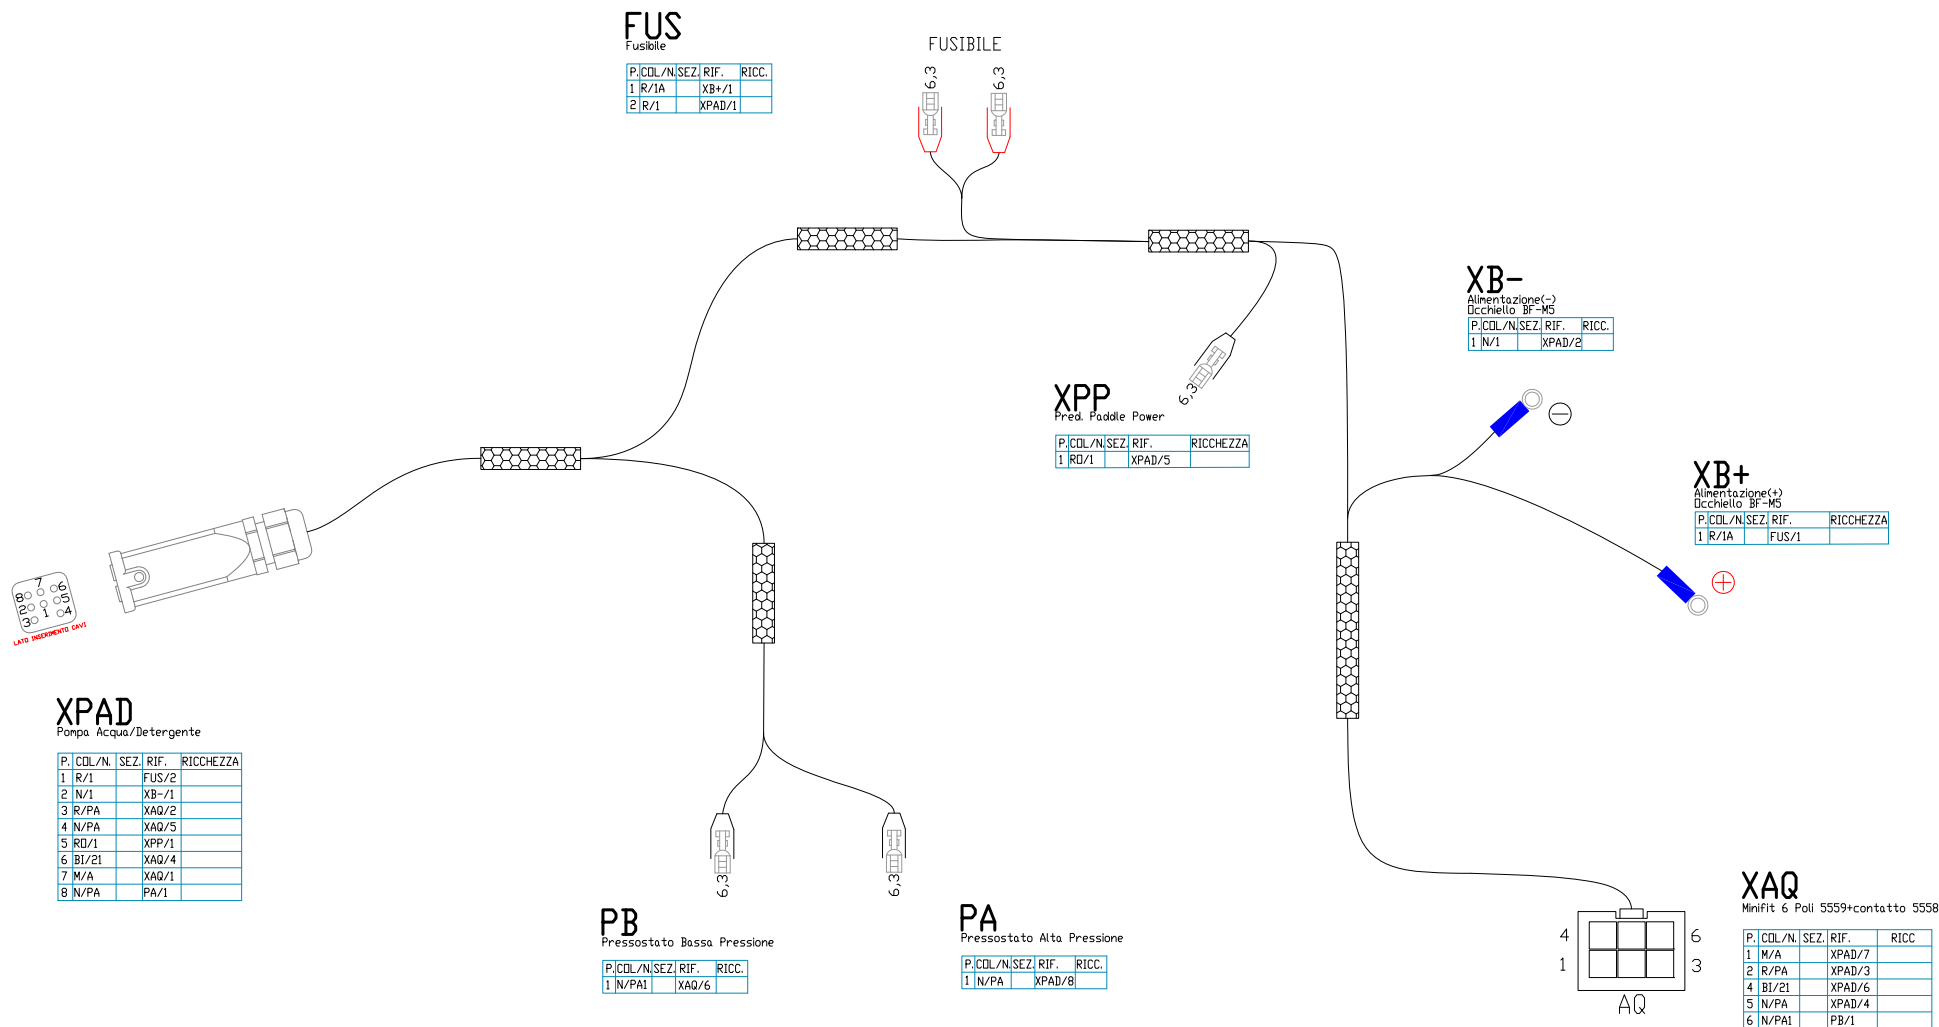 FUS
Fusibile
P. COL/N. SEZ. RIF. RICC.
1 R/1A XB+/1
2 R/1 XPAD/1
FUSIBILE
6,3 6,3
XB-
Alimentazione(-)
Occhiello BF-M5
P. COL/N. SEZ. RIF. RICC.
1 N/1 XPAD/2
XPP
Pred. Paddle Power
P. COL/N. SEZ. RIF. RICCHEZZA
1 RO/1 XPAD/5
6,3
XB+
Alimentazione(+)
Occhiello BF-M5
P. COL/N. SEZ. RIF. RICCHEZZA
1 R/1A FUS/1
7
8 6
2 1 5
3 4
LATO INSERIMENTO CAVI
XPAD
Pompa Acqua/Detergente
P. COL/N. SEZ. RIF. RICCHEZZA
1 R/1 FUS/2
2 N/1 XB-/1
3 R/PA XAQ/2
4 N/PA XAQ/5
5 RO/1 XPP/1
6 BI/21 XAQ/4
7 M/A XAQ/1
8 N/PA PA/1
6,3 6,3
PB
Pressostato Bassa Pressione
P. COL/N. SEZ. RIF. RICC.
1 N/PA1 XAQ/6
PA
Pressostato Alta Pressione
P. COL/N. SEZ. RIF. RICC.
1 N/PA XPAD/8
4 6
1 3
AQ
XAQ
Minifit 6 Poli 5559+contatto 5558
P. COL/N. SEZ. RIF. RICC
1 M/A XPAD/7
2 R/PA XPAD/3
4 BI/21 XPAD/6
5 N/PA XPAD/4
6 N/PA1 PB/1